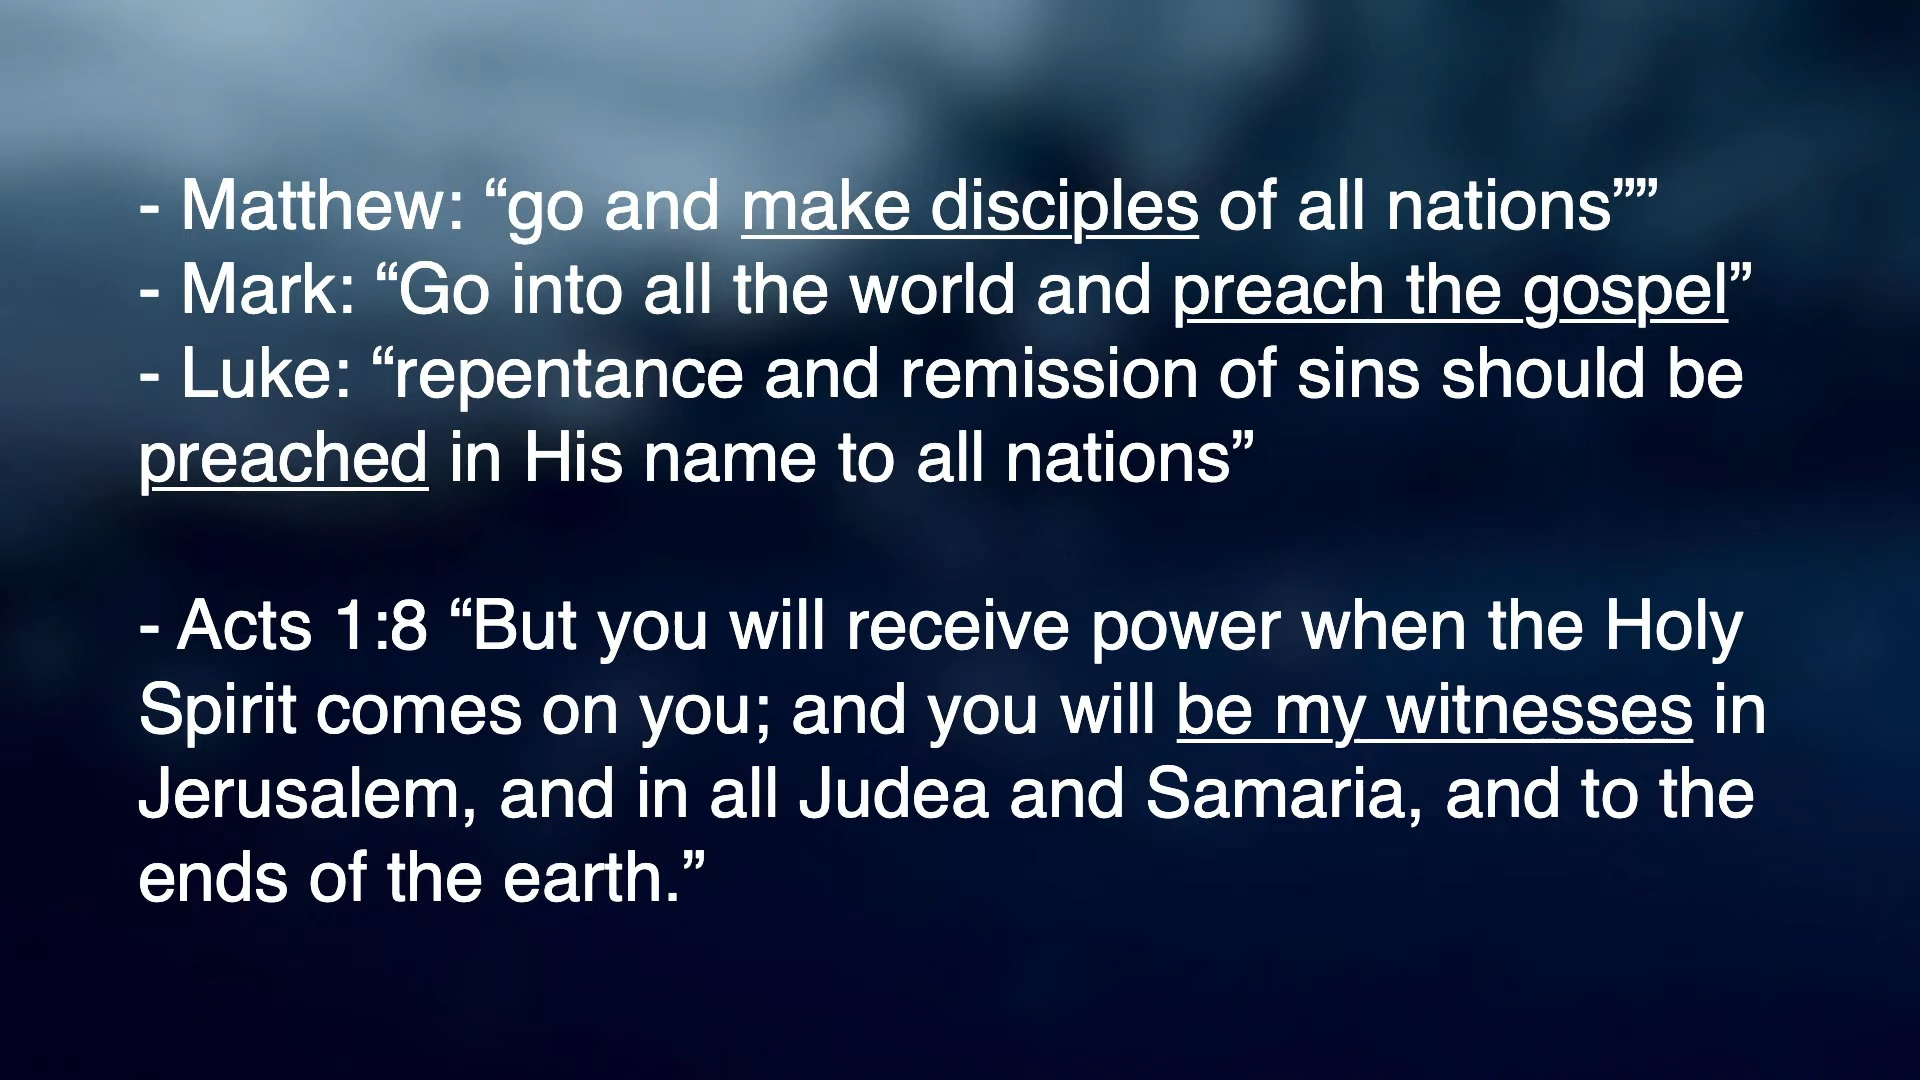 - Matthew: “go and make disciples of all nations””
- Mark: “Go into all the world and preach the gospel”
- Luke: “repentance and remission of sins should be
preached in His name to all nations”
- Acts 1:8 “But you will receive power when the Holy
Spirit comes on you; and you will be my witnesses in
Jerusalem, and in all Judea and Samaria, and to the
ends of the earth.”